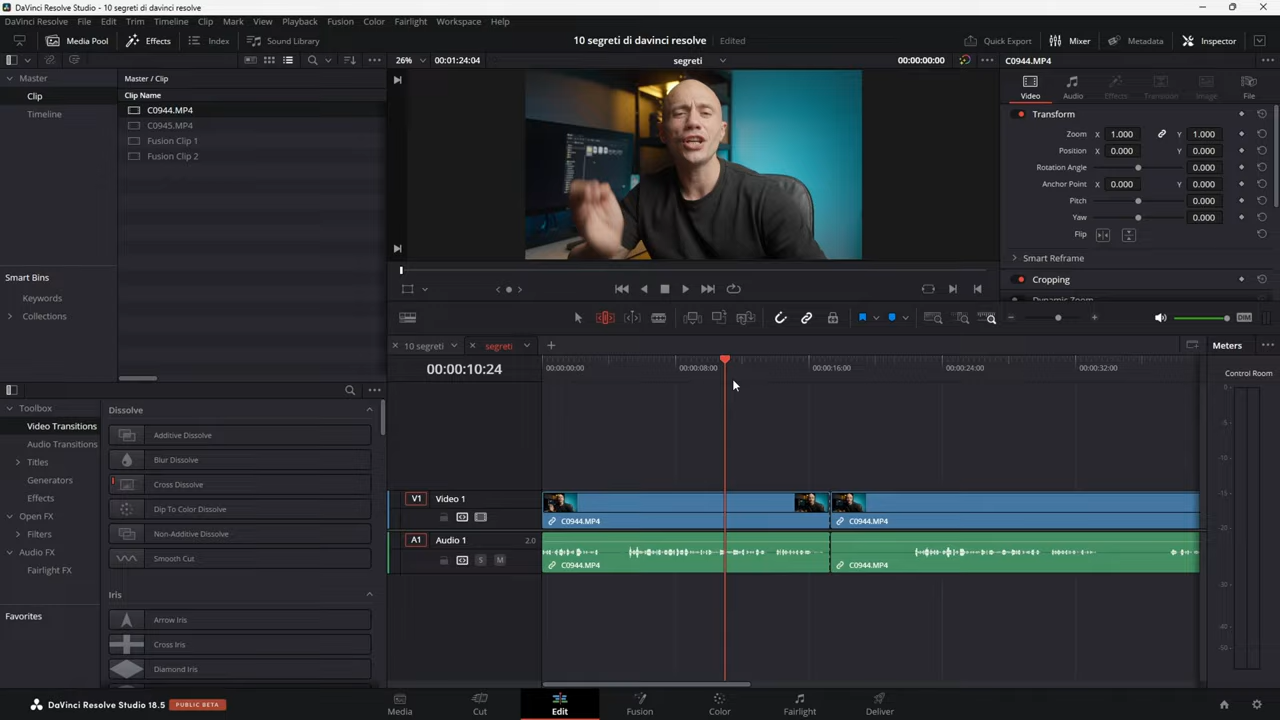 DaVinci Resolve Studio - 10 segreti di davinci resolve
DaVinci Resolve File Edit Trim Timeline Clip Mark View Playback Fusion Color Fairlight Workspace Help
Media Pool Effects Index Sound Library 10 segreti di davinci resolve Edited Quick Export Mixer Metadata Inspector
26% 00:01:24:04 segreti 00:00:00:00 C0944.MP4
Master
Clip
Timeline
Master / Clip
Clip Name
C0944.MP4
C0945.MP4
Fusion Clip 1
Fusion Clip 2
Smart Bins
Keywords
Collections
Video Audio Effects Transition Image File
Transform
Zoom X 1.000 Y 1.000
Position X 0.000 Y 0.000
Rotation Angle 0.000
Anchor Point X 0.000 Y 0.000
Pitch 0.000
Yaw 0.000
Flip
Smart Reframe
Cropping
Dynamic Zoom
DIM
10 segreti segreti
Meters
00:00:10:24
00:00:00:00 00:00:08:00 00:00:16:00 00:00:24:00 00:00:32:00
Control Room
V1 Video 1
C0944.MP4 C0944.MP4
A1 Audio 1 2.0
S M
C0944.MP4 C0944.MP4
0
-5
-10
-15
-20
-30
-40
-50
Toolbox
Video Transitions
Audio Transitions
Titles
Generators
Effects
Open FX
Filters
Audio FX
Fairlight FX
Favorites
Dissolve
Additive Dissolve
Blur Dissolve
Cross Dissolve
Dip To Color Dissolve
Non-Additive Dissolve
Smooth Cut
Iris
Arrow Iris
Cross Iris
Diamond Iris
DaVinci Resolve Studio 18.5 PUBLIC BETA
Media Cut Edit Fusion Color Fairlight Deliver